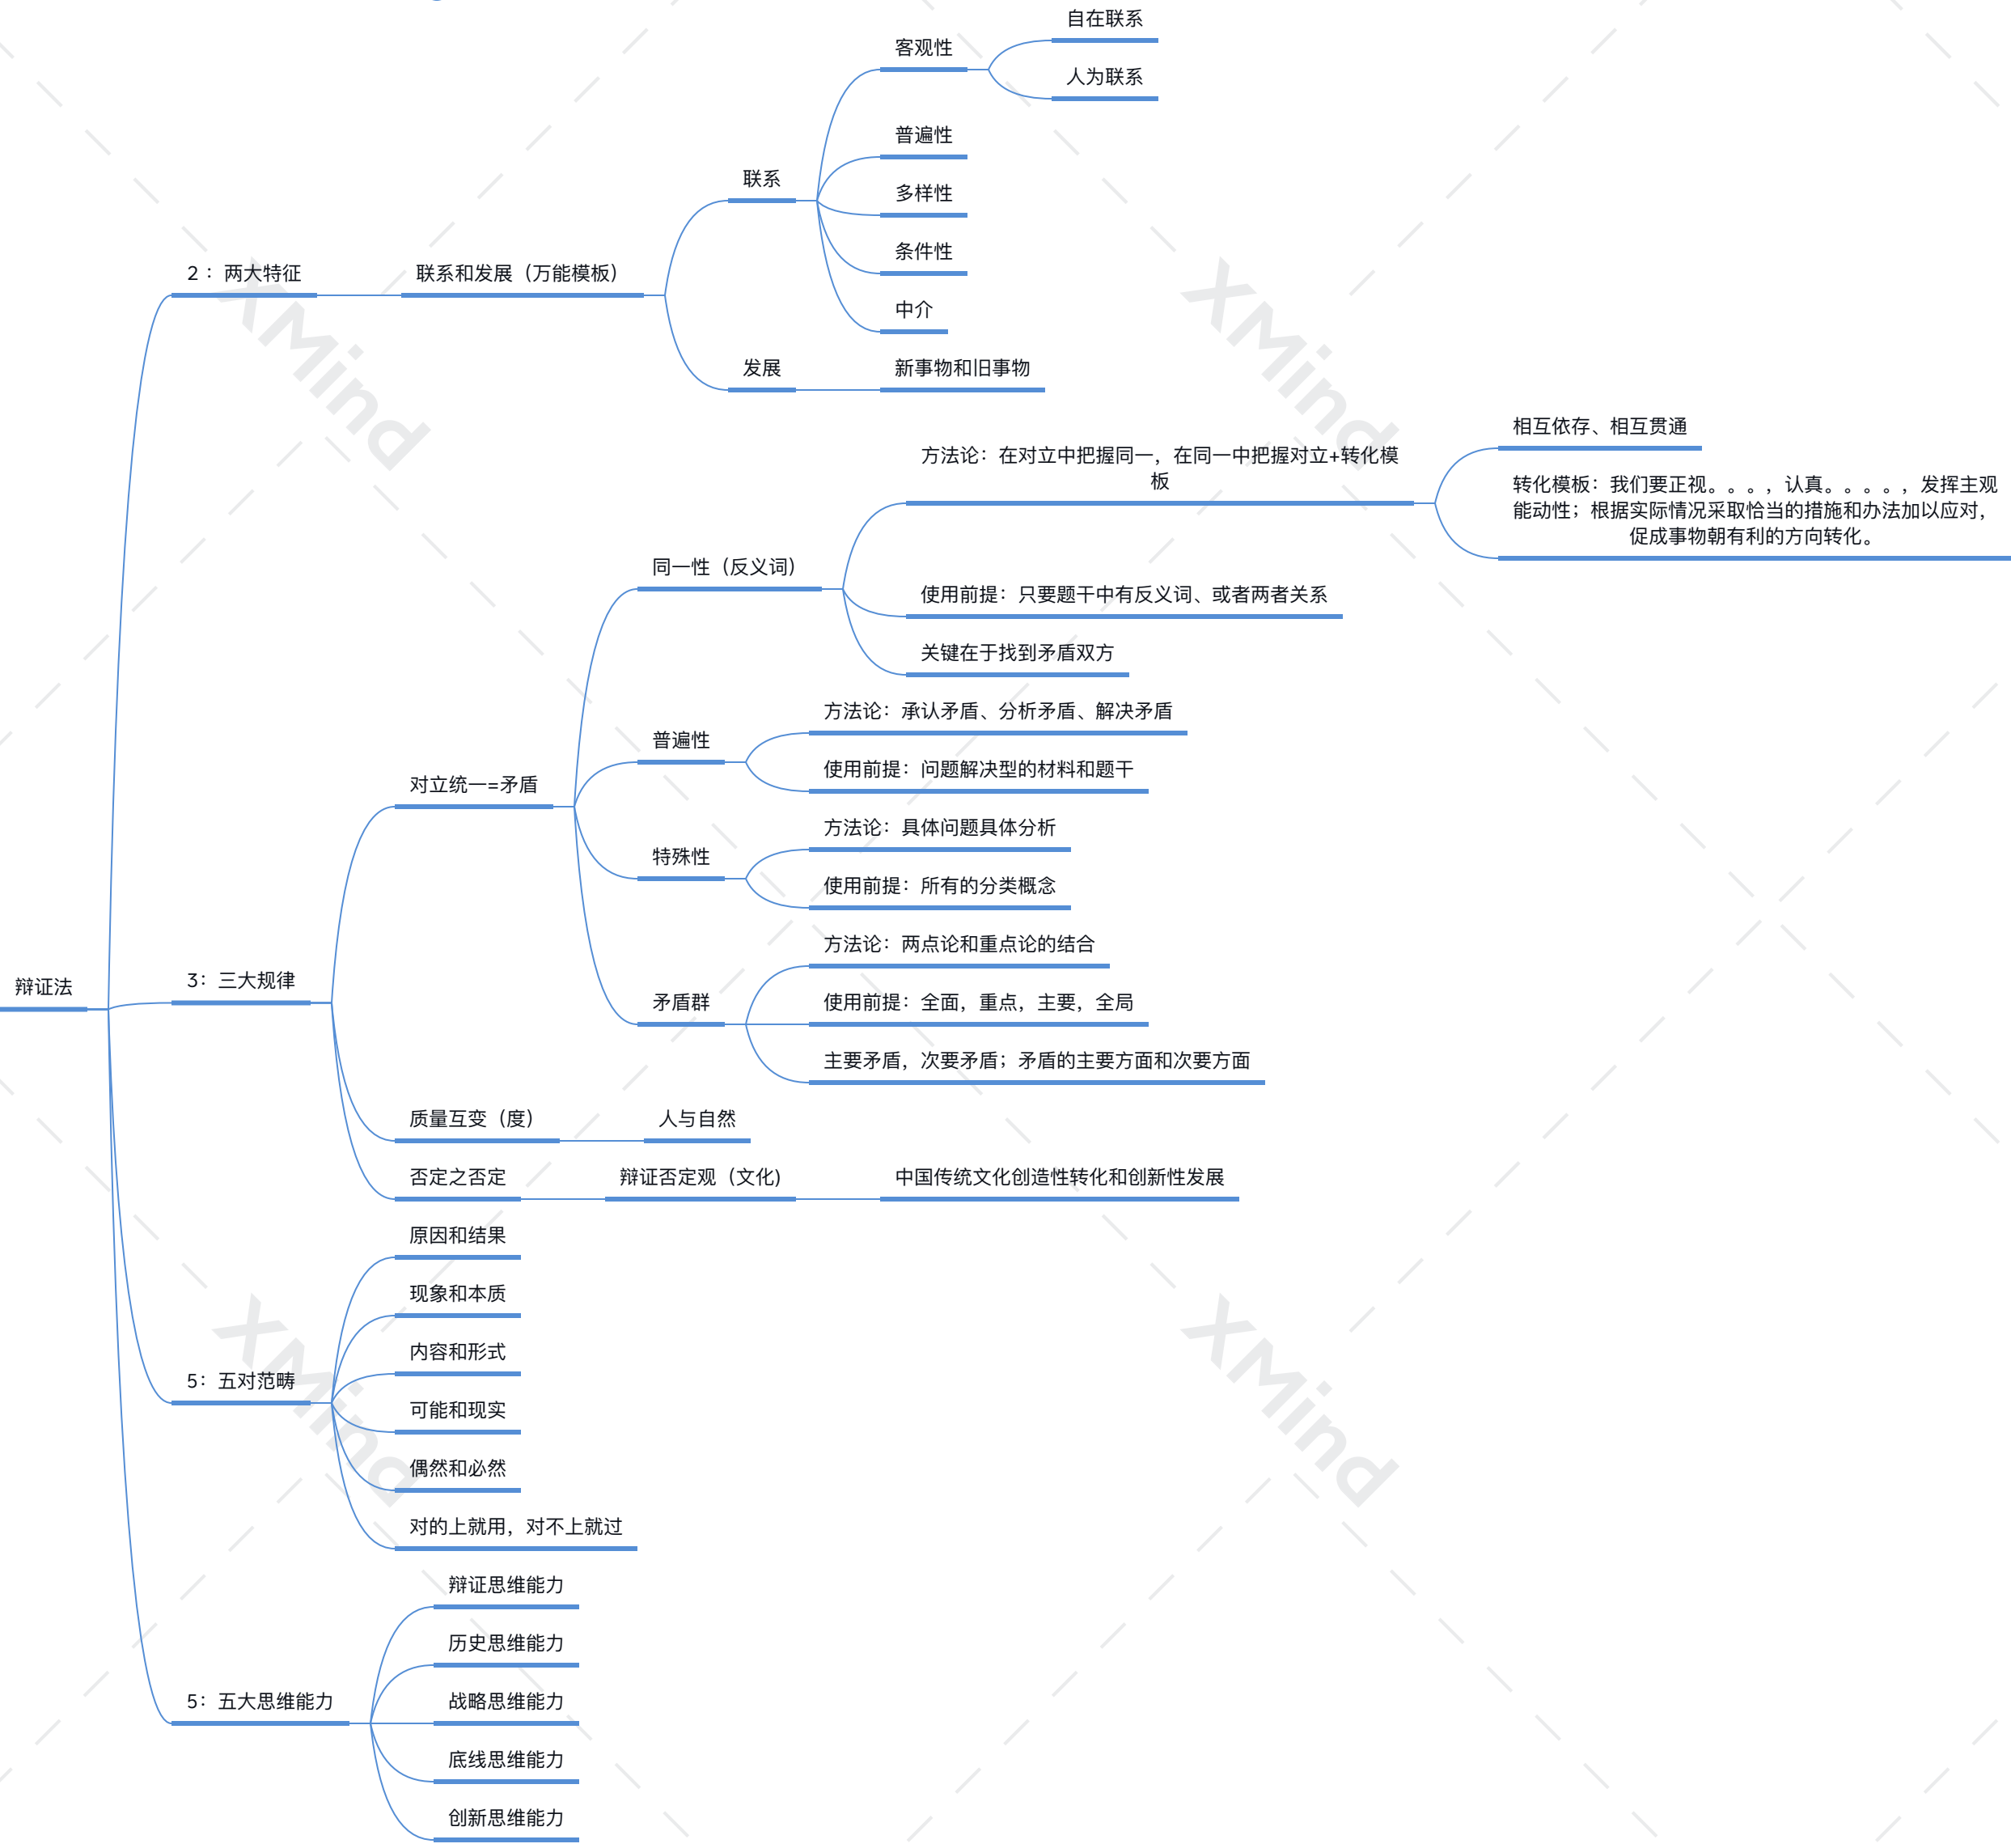 自在联系
客观性
人为联系
普遍性
联系
多样性
条件性
2 ：两大特征
联系和发展（万能模板）
中介
发展
新事物和旧事物
相互依存、相互贯通
方法论：在对立中把握同一，在同一中把握对立+转化模
板
转化模板：我们要正视。。。，认真。。。。，发挥主观
能动性；根据实际情况采取恰当的措施和办法加以应对，
促成事物朝有利的方向转化。
同一性（反义词）
使用前提：只要题干中有反义词、或者两者关系
关键在于找到矛盾双方
方法论：承认矛盾、分析矛盾、解决矛盾
普遍性
使用前提：问题解决型的材料和题干
对立统一=矛盾
方法论：具体问题具体分析
特殊性
使用前提：所有的分类概念
方法论：两点论和重点论的结合
辩证法
3：三大规律
矛盾群
使用前提：全面，重点，主要，全局
主要矛盾，次要矛盾；矛盾的主要方面和次要方面
质量互变（度）
人与自然
否定之否定
辩证否定观（文化)
中国传统文化创造性转化和创新性发展
原因和结果
现象和本质
内容和形式
5：五对范畴
可能和现实
偶然和必然
对的上就用，对不上就过
辩证思维能力
历史思维能力
5：五大思维能力
战略思维能力
底线思维能力
创新思维能力
XMind
XMind
XMind
XMind